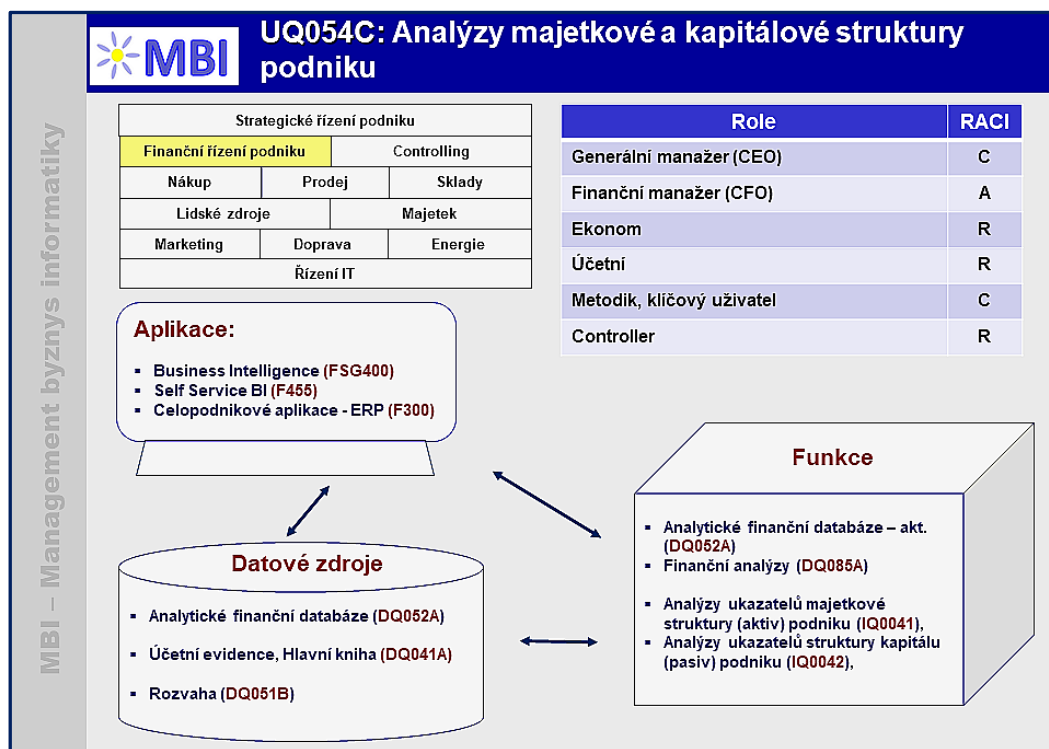 MBI – Management byznys informatiky
MBI
UQ054C: Analýzy majetkové a kapitálové struktury
podniku
Strategické řízení podniku
Finanční řízení podniku
Controlling
Nákup
Prodej
Sklady
Lidské zdroje
Majetek
Marketing
Doprava
Energie
Řízení IT
Role RACI
Generální manažer (CEO) C
Finanční manažer (CFO) A
Ekonom R
Účetní R
Metodik, klíčový uživatel C
Controller R
Aplikace:
▪ Business Intelligence (FSG400)
▪ Self Service BI (F455)
▪ Celopodnikové aplikace - ERP (F300)
Datové zdroje
▪ Analytické finanční databáze (DQ052A)
▪ Účetní evidence, Hlavní kniha (DQ041A)
▪ Rozvaha (DQ051B)
Funkce
▪ Analytické finanční databáze – akt.
(DQ052A)
▪ Finanční analýzy (DQ085A)
▪ Analýzy ukazatelů majetkové
struktury (aktiv) podniku (IQ0041),
▪ Analýzy ukazatelů struktury kapitálu
(pasiv) podniku (IQ0042),